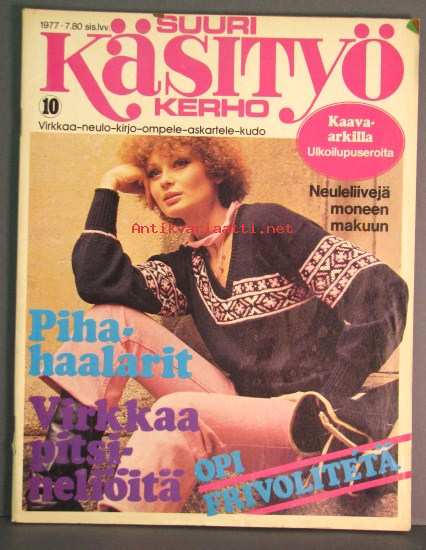 1977 · 7.80 sis.lvv.
SUURI
KÄSITYÖ
KERHO
10
Virkkaa-neulo-kirjo-ompele-askartele-kudo
Kaava-
arkilla
Ulkoilupuseroita
Neuleliivejä
moneen
makuun
Antikvariaatti.net
Piha-
haalarit
Virkkaa
pitsi-
neliöitä
OPI
FRIVOLITETÄ